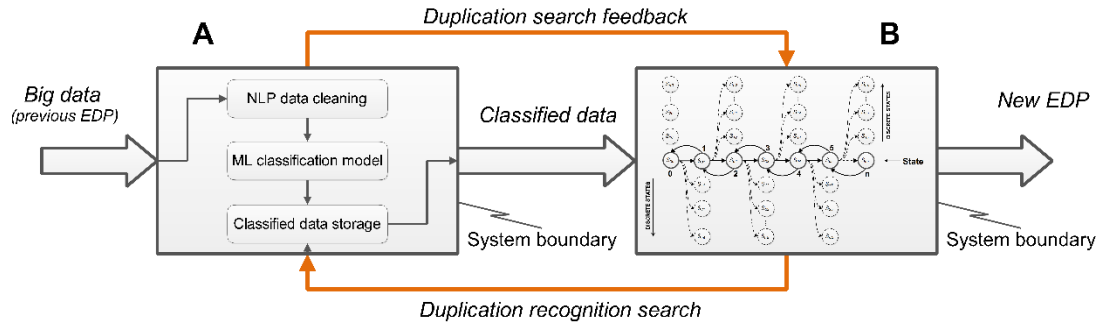 Duplication search feedback
A
B
Big data
(previous EDP)
NLP data cleaning
ML classification model
Classified data storage
Classified data
System boundary
DISCRETE STATES
1
3
5
0
2
4
n
State
DISCRETE STATES
New EDP
System boundary
Duplication recognition search